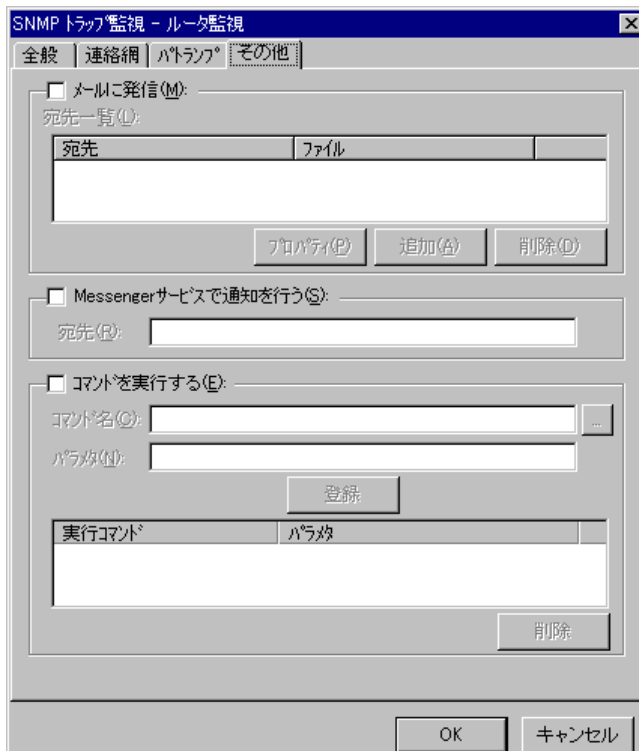 SNMP トラップ監視 - ルータ監視
全般 連絡網 パトランプ その他
メールに発信(M):
宛先一覧(L):
宛先 ファイル
プロパティ(P) 追加(A) 削除(D)
Messengerサービスで通知を行う(S):
宛先(R):
コマンドを実行する(E):
コマンド名(C): ...
パラメタ(N):
登録
実行コマンド パラメタ
削除
OK キャンセル